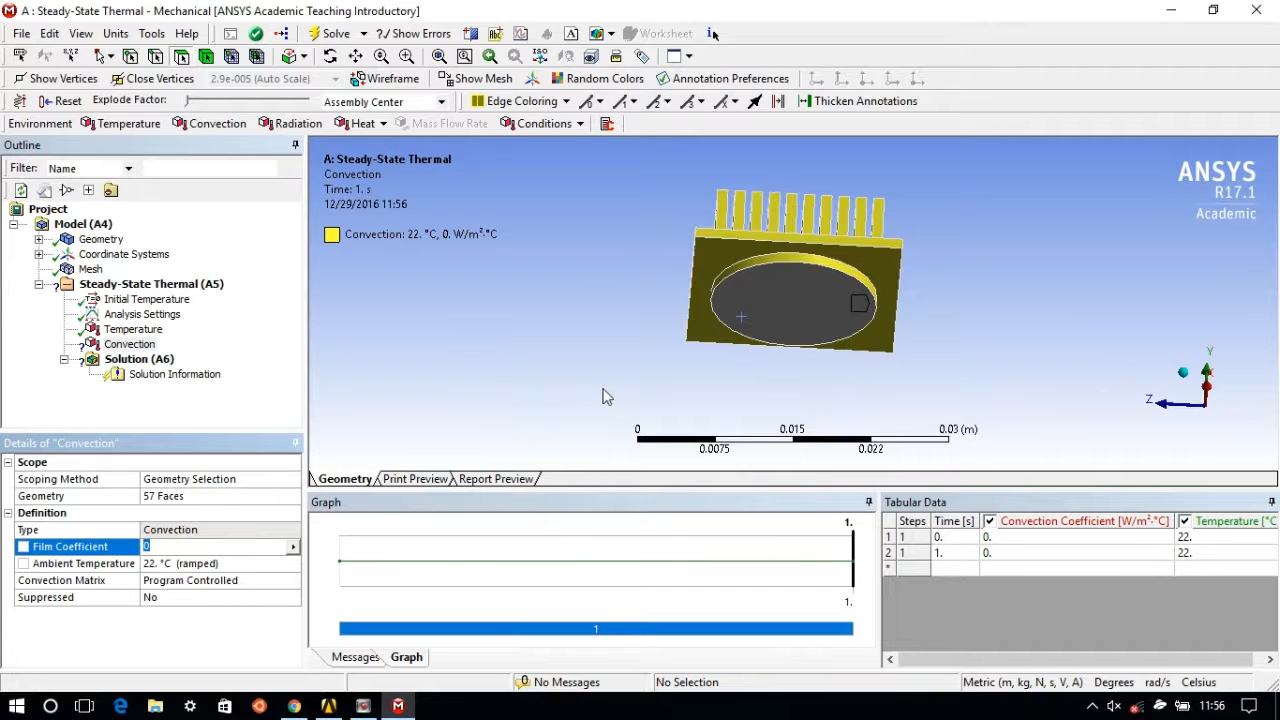 A : Steady-State Thermal - Mechanical [ANSYS Academic Teaching Introductory]
File Edit View Units Tools Help Solve ?/ Show Errors A Worksheet i
Show Vertices Close Vertices 2.9e-005 (Auto Scale) Wireframe Show Mesh Random Colors Annotation Preferences
Reset Explode Factor: Assembly Center Edge Coloring Thicken Annotations
Environment Temperature Convection Radiation Heat Mass Flow Rate Conditions
Outline
Filter: Name
Project
Model (A4)
Geometry
Coordinate Systems
Mesh
Steady-State Thermal (A5)
Initial Temperature
Analysis Settings
Temperature
Convection
Solution (A6)
Solution Information
A: Steady-State Thermal
Convection
Time: 1. s
12/29/2016 11:56
Convection: 22. °C, 0. W/m²·°C
ANSYS
R17.1
Academic
Y
Z
0 0.015 0.03 (m)
0.0075 0.022
Geometry Print Preview Report Preview
Details of "Convection"
Scope
Scoping Method Geometry Selection
Geometry 57 Faces
Definition
Type Convection
Film Coefficient 0
Ambient Temperature 22. °C (ramped)
Convection Matrix Program Controlled
Suppressed No
Graph
1.
1.
1
Messages Graph
Tabular Data
Steps Time [s] Convection Coefficient [W/m²·°C] Temperature [°C
1 1 0. 0. 22.
2 1 1. 0. 22.
*
0 No Messages No Selection Metric (m, kg, N, s, V, A) Degrees rad/s Celsius
11:56